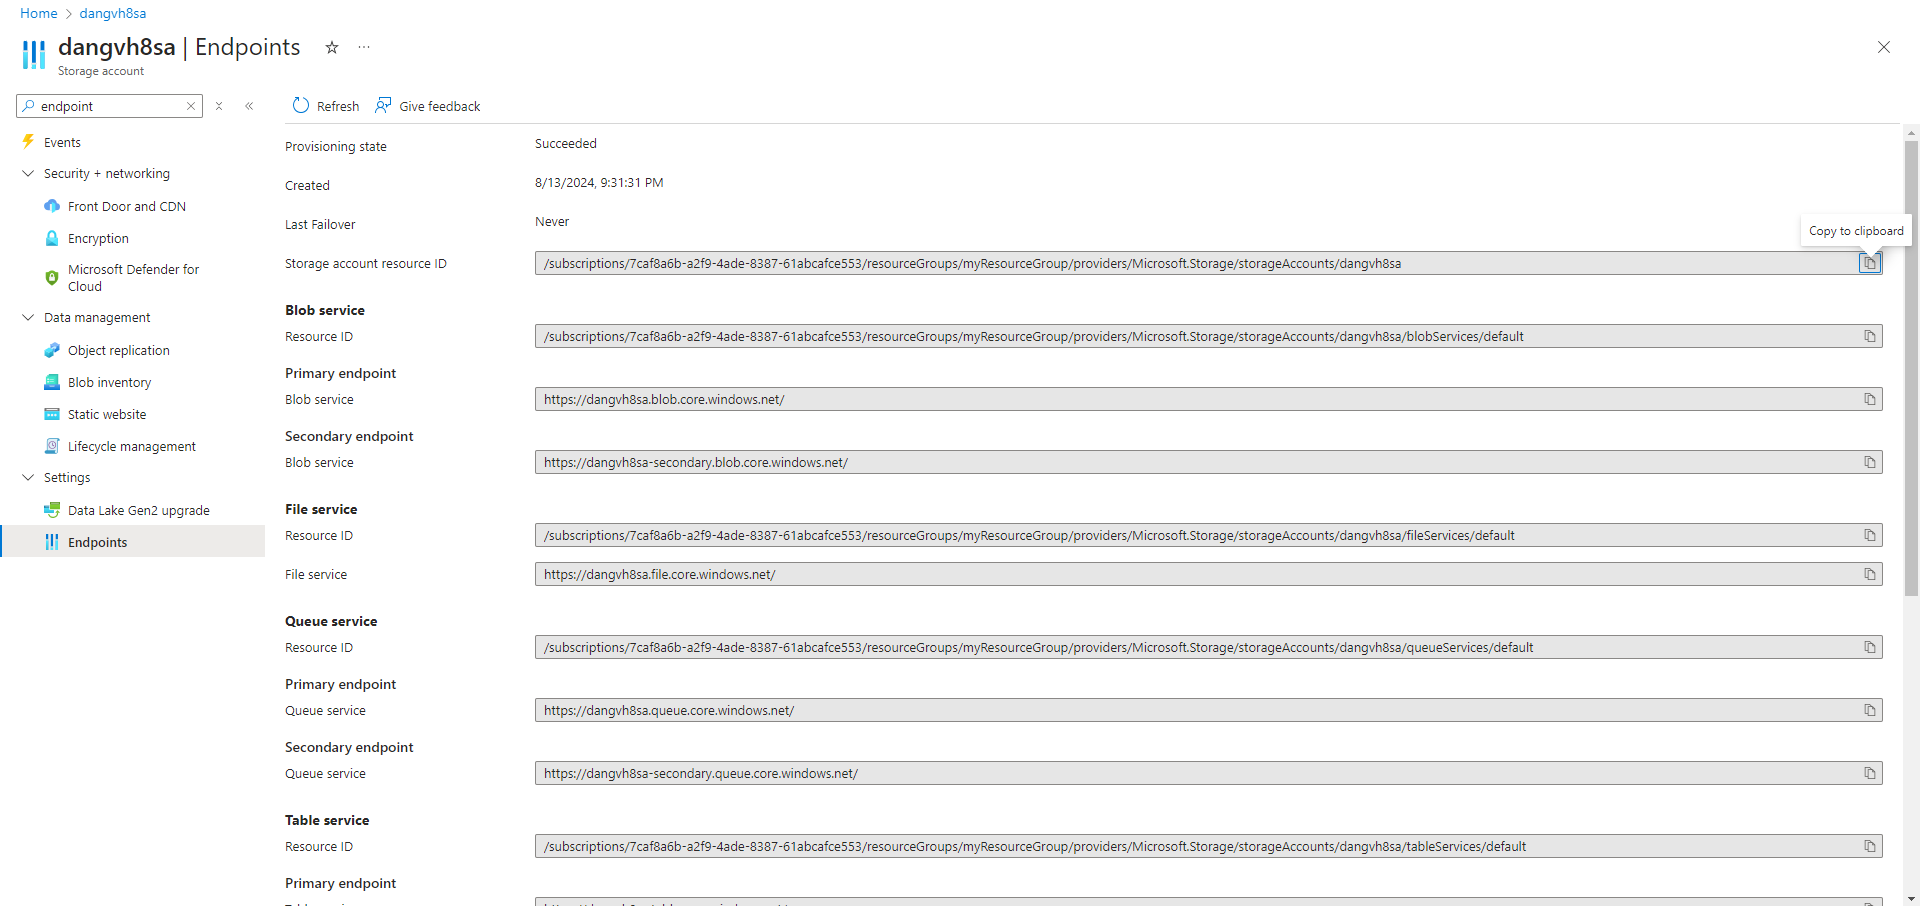 Home > dangvh8sa
dangvh8sa | Endpoints
Storage account
endpoint
Refresh
Give feedback
Events
Security + networking
Front Door and CDN
Encryption
Microsoft Defender for
Cloud
Data management
Object replication
Blob inventory
Static website
Lifecycle management
Settings
Data Lake Gen2 upgrade
Endpoints
Provisioning state
Succeeded
Created
8/13/2024, 9:31:31 PM
Last Failover
Never
Copy to clipboard
Storage account resource ID
/subscriptions/7caf8a6b-a2f9-4ade-8387-61abcafce553/resourceGroups/myResourceGroup/providers/Microsoft.Storage/storageAccounts/dangvh8sa
Blob service
Resource ID
/subscriptions/7caf8a6b-a2f9-4ade-8387-61abcafce553/resourceGroups/myResourceGroup/providers/Microsoft.Storage/storageAccounts/dangvh8sa/blobServices/default
Primary endpoint
Blob service
https://dangvh8sa.blob.core.windows.net/
Secondary endpoint
Blob service
https://dangvh8sa-secondary.blob.core.windows.net/
File service
Resource ID
/subscriptions/7caf8a6b-a2f9-4ade-8387-61abcafce553/resourceGroups/myResourceGroup/providers/Microsoft.Storage/storageAccounts/dangvh8sa/fileServices/default
File service
https://dangvh8sa.file.core.windows.net/
Queue service
Resource ID
/subscriptions/7caf8a6b-a2f9-4ade-8387-61abcafce553/resourceGroups/myResourceGroup/providers/Microsoft.Storage/storageAccounts/dangvh8sa/queueServices/default
Primary endpoint
Queue service
https://dangvh8sa.queue.core.windows.net/
Secondary endpoint
Queue service
https://dangvh8sa-secondary.queue.core.windows.net/
Table service
Resource ID
/subscriptions/7caf8a6b-a2f9-4ade-8387-61abcafce553/resourceGroups/myResourceGroup/providers/Microsoft.Storage/storageAccounts/dangvh8sa/tableServices/default
Primary endpoint